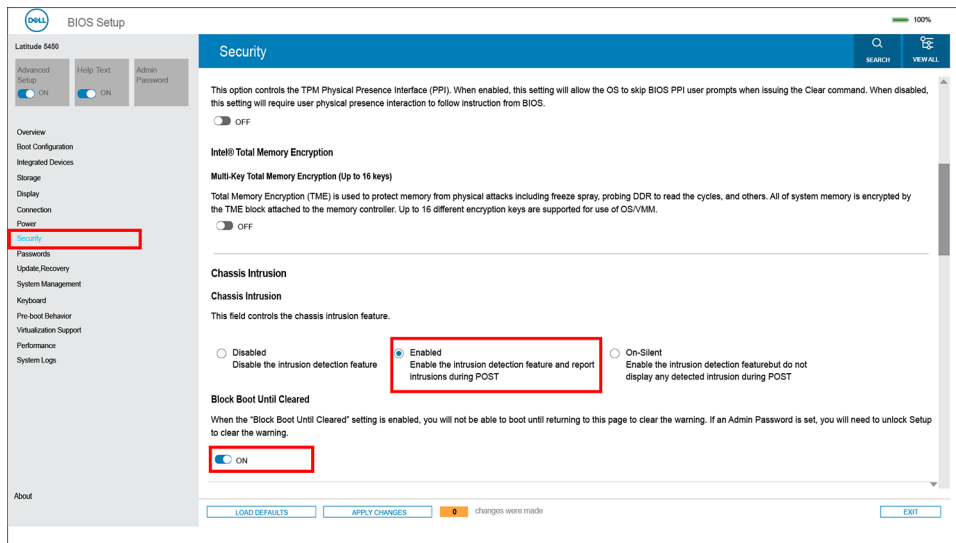 DELL
BIOS Setup
100%
Latitude 5450
Advanced
Setup
ON
Help Text
ON
Admin
Password
Security
SEARCH
VIEW ALL
Overview
Boot Configuration
Integrated Devices
Storage
Display
Connection
Power
Security
Passwords
Update,Recovery
System Management
Keyboard
Pre-boot Behavior
Virtualization Support
Performance
System Logs
About
This option controls the TPM Physical Presence Interface (PPI). When enabled, this setting will allow the OS to skip BIOS PPI user prompts when issuing the Clear command. When disabled,
this setting will require user physical presence interaction to follow instruction from BIOS.
OFF
Intel® Total Memory Encryption
Multi-Key Total Memory Encryption (Up to 16 keys)
Total Memory Encryption (TME) is used to protect memory from physical attacks including freeze spray, probing DDR to read the cycles, and others. All of system memory is encrypted by
the TME block attached to the memory controller. Up to 16 different encryption keys are supported for use of OS/VMM.
OFF
Chassis Intrusion
Chassis Intrusion
This field controls the chassis intrusion feature.
Disabled
Disable the intrusion detection feature
Enabled
Enable the intrusion detection feature and report
intrusions during POST
On-Silent
Enable the intrusion detection featurebut do not
display any detected intrusion during POST
Block Boot Until Cleared
When the “Block Boot Until Cleared” setting is enabled, you will not be able to boot until returning to this page to clear the warning. If an Admin Password is set, you will need to unlock Setup
to clear the warning.
ON
LOAD DEFAULTS
APPLY CHANGES
0
changes were made
EXIT